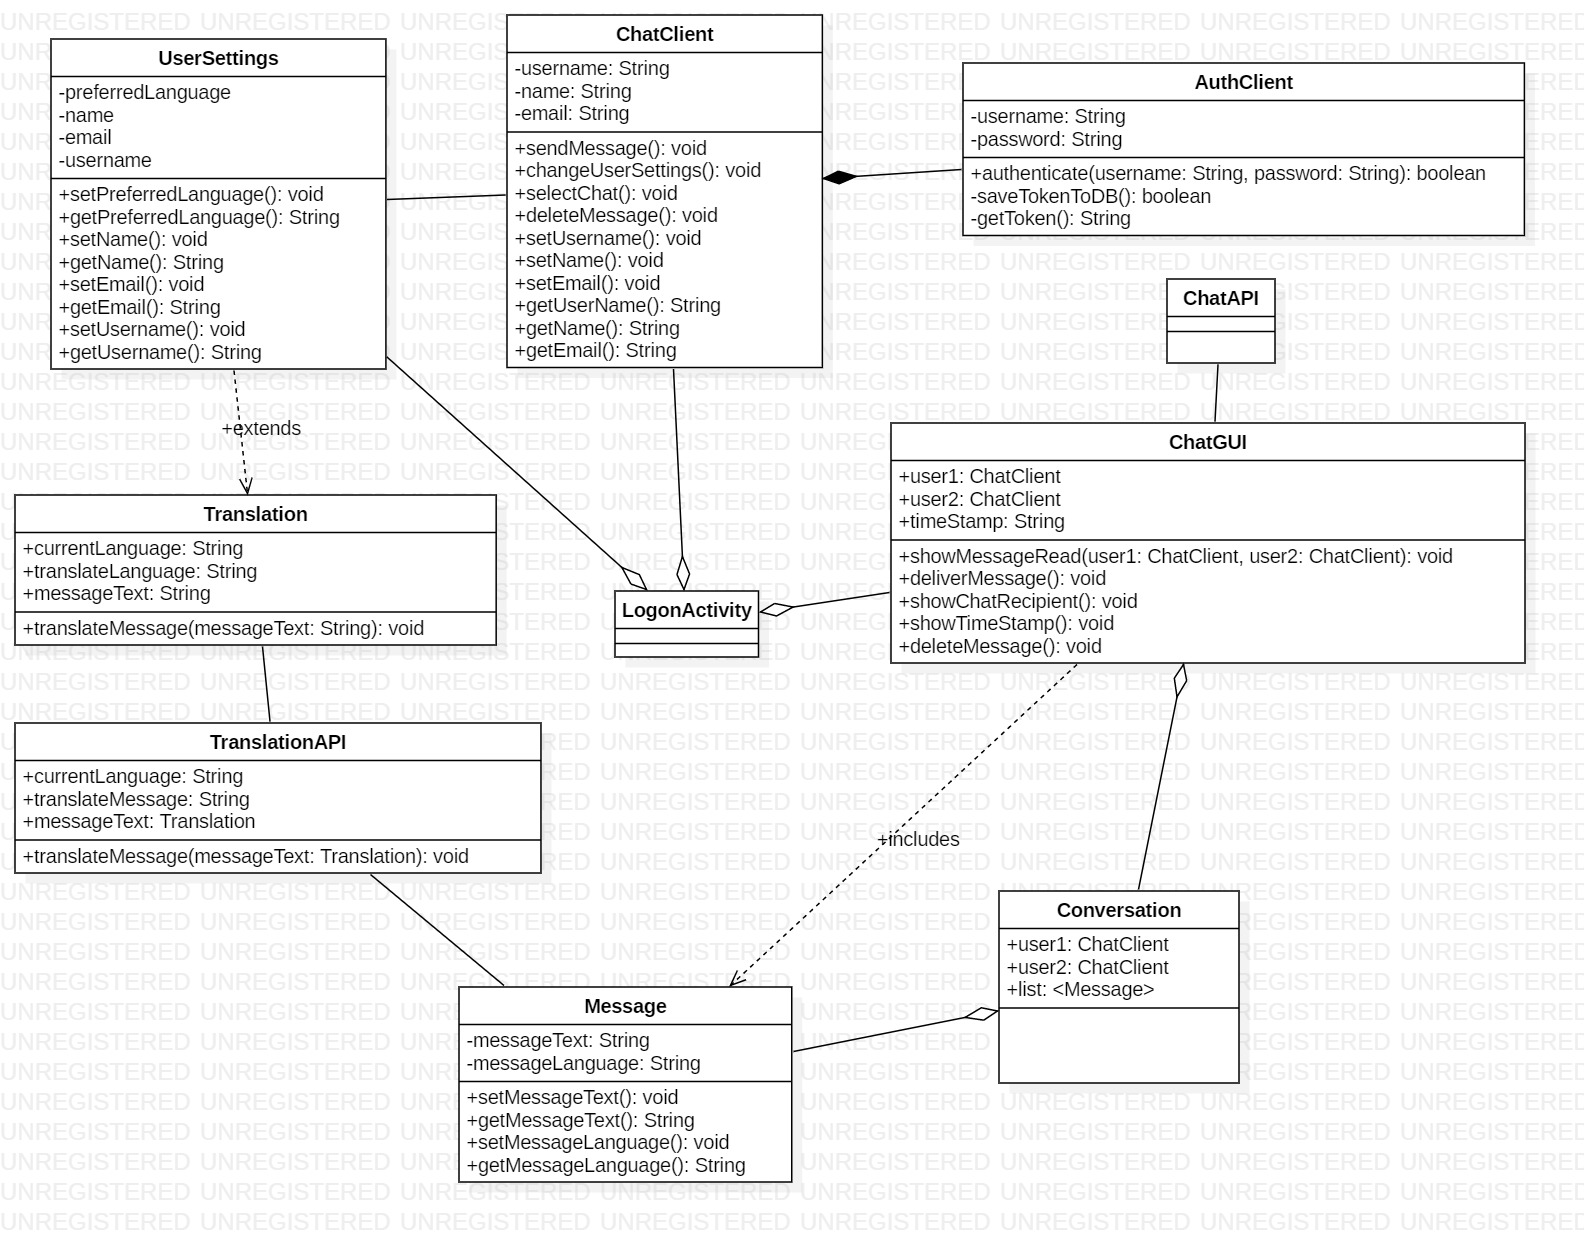 UserSettings
-preferredLanguage
-name
-email
-username
+setPreferredLanguage(): void
+getPreferredLanguage(): String
+setName(): void
+getName(): String
+setEmail(): void
+getEmail(): String
+setUsername(): void
+getUsername(): String
ChatClient
-username: String
-name: String
-email: String
+sendMessage(): void
+changeUserSettings(): void
+selectChat(): void
+deleteMessage(): void
+setUsername(): void
+setName(): void
+setEmail(): void
+getUserName(): String
+getName(): String
+getEmail(): String
AuthClient
-username: String
-password: String
+authenticate(username: String, password: String): boolean
-saveTokenToDB(): boolean
-getToken(): String
ChatAPI
+extends
ChatGUI
+user1: ChatClient
+user2: ChatClient
+timeStamp: String
+showMessageRead(user1: ChatClient, user2: ChatClient): void
+deliverMessage(): void
+showChatRecipient(): void
+showTimeStamp(): void
+deleteMessage(): void
Translation
+currentLanguage: String
+translateLanguage: String
+messageText: String
+translateMessage(messageText: String): void
LogonActivity
TranslationAPI
+currentLanguage: String
+translateMessage: String
+messageText: Translation
+translateMessage(messageText: Translation): void
+includes
Conversation
+user1: ChatClient
+user2: ChatClient
+list: <Message>
Message
-messageText: String
-messageLanguage: String
+setMessageText(): void
+getMessageText(): String
+setMessageLanguage(): void
+getMessageLanguage(): String
UNREGISTERED